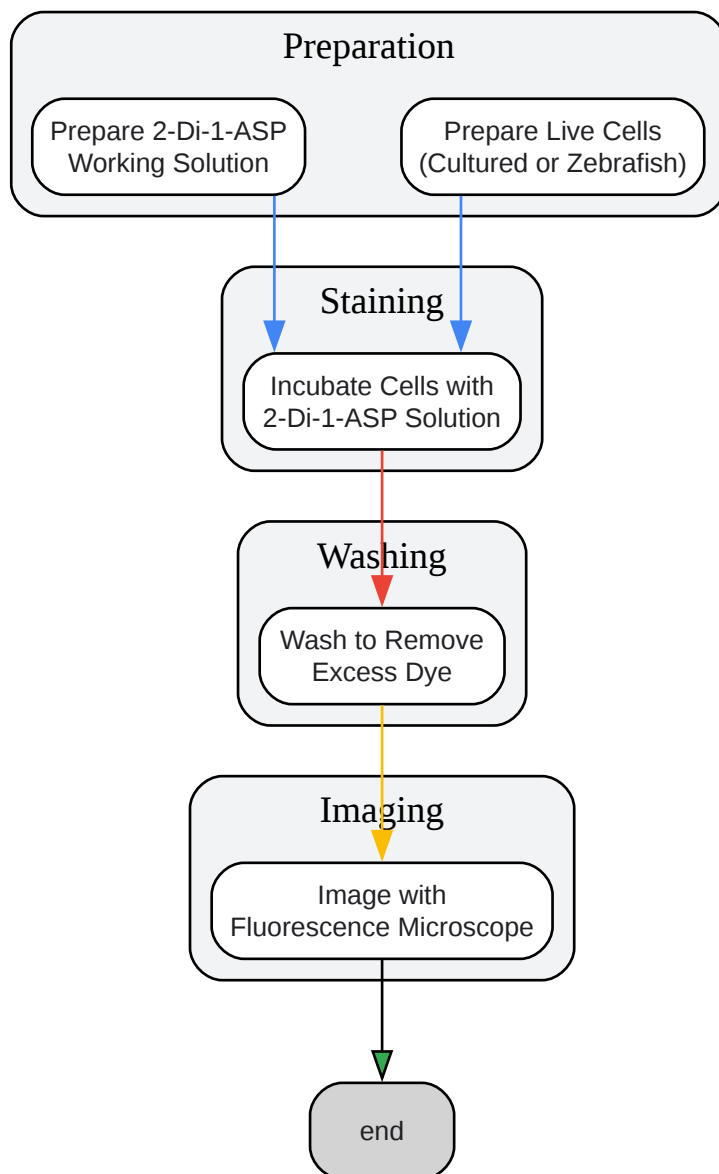 Preparation
Prepare 2-Di-1-ASP
Working Solution
Prepare Live Cells
(Cultured or Zebrafish)
Staining
Incubate Cells with
2-Di-1-ASP Solution
Washing
Wash to Remove
Excess Dye
Imaging
Image with
Fluorescence Microscope
end